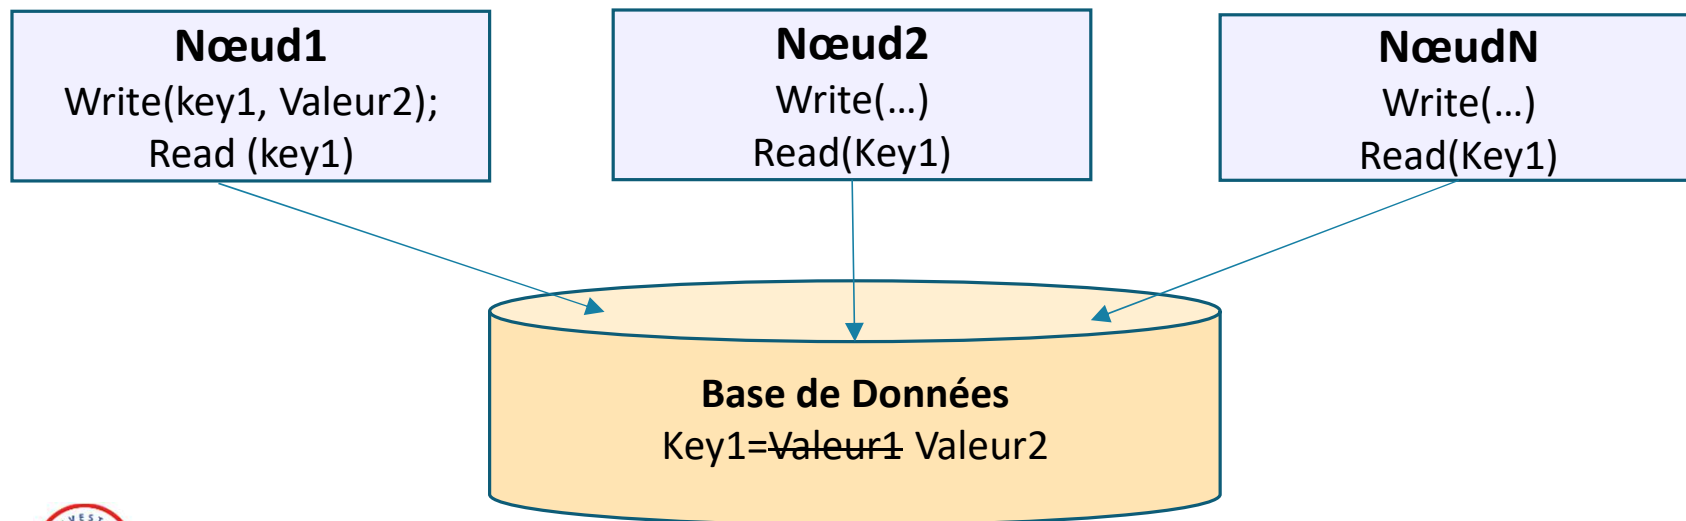 Nœud1
Write(key1, Valeur2);
Read (key1)
Nœud2
Write(…)
Read(Key1)
NœudN
Write(…)
Read(Key1)
Base de Données
Key1=Valeur1 Valeur2